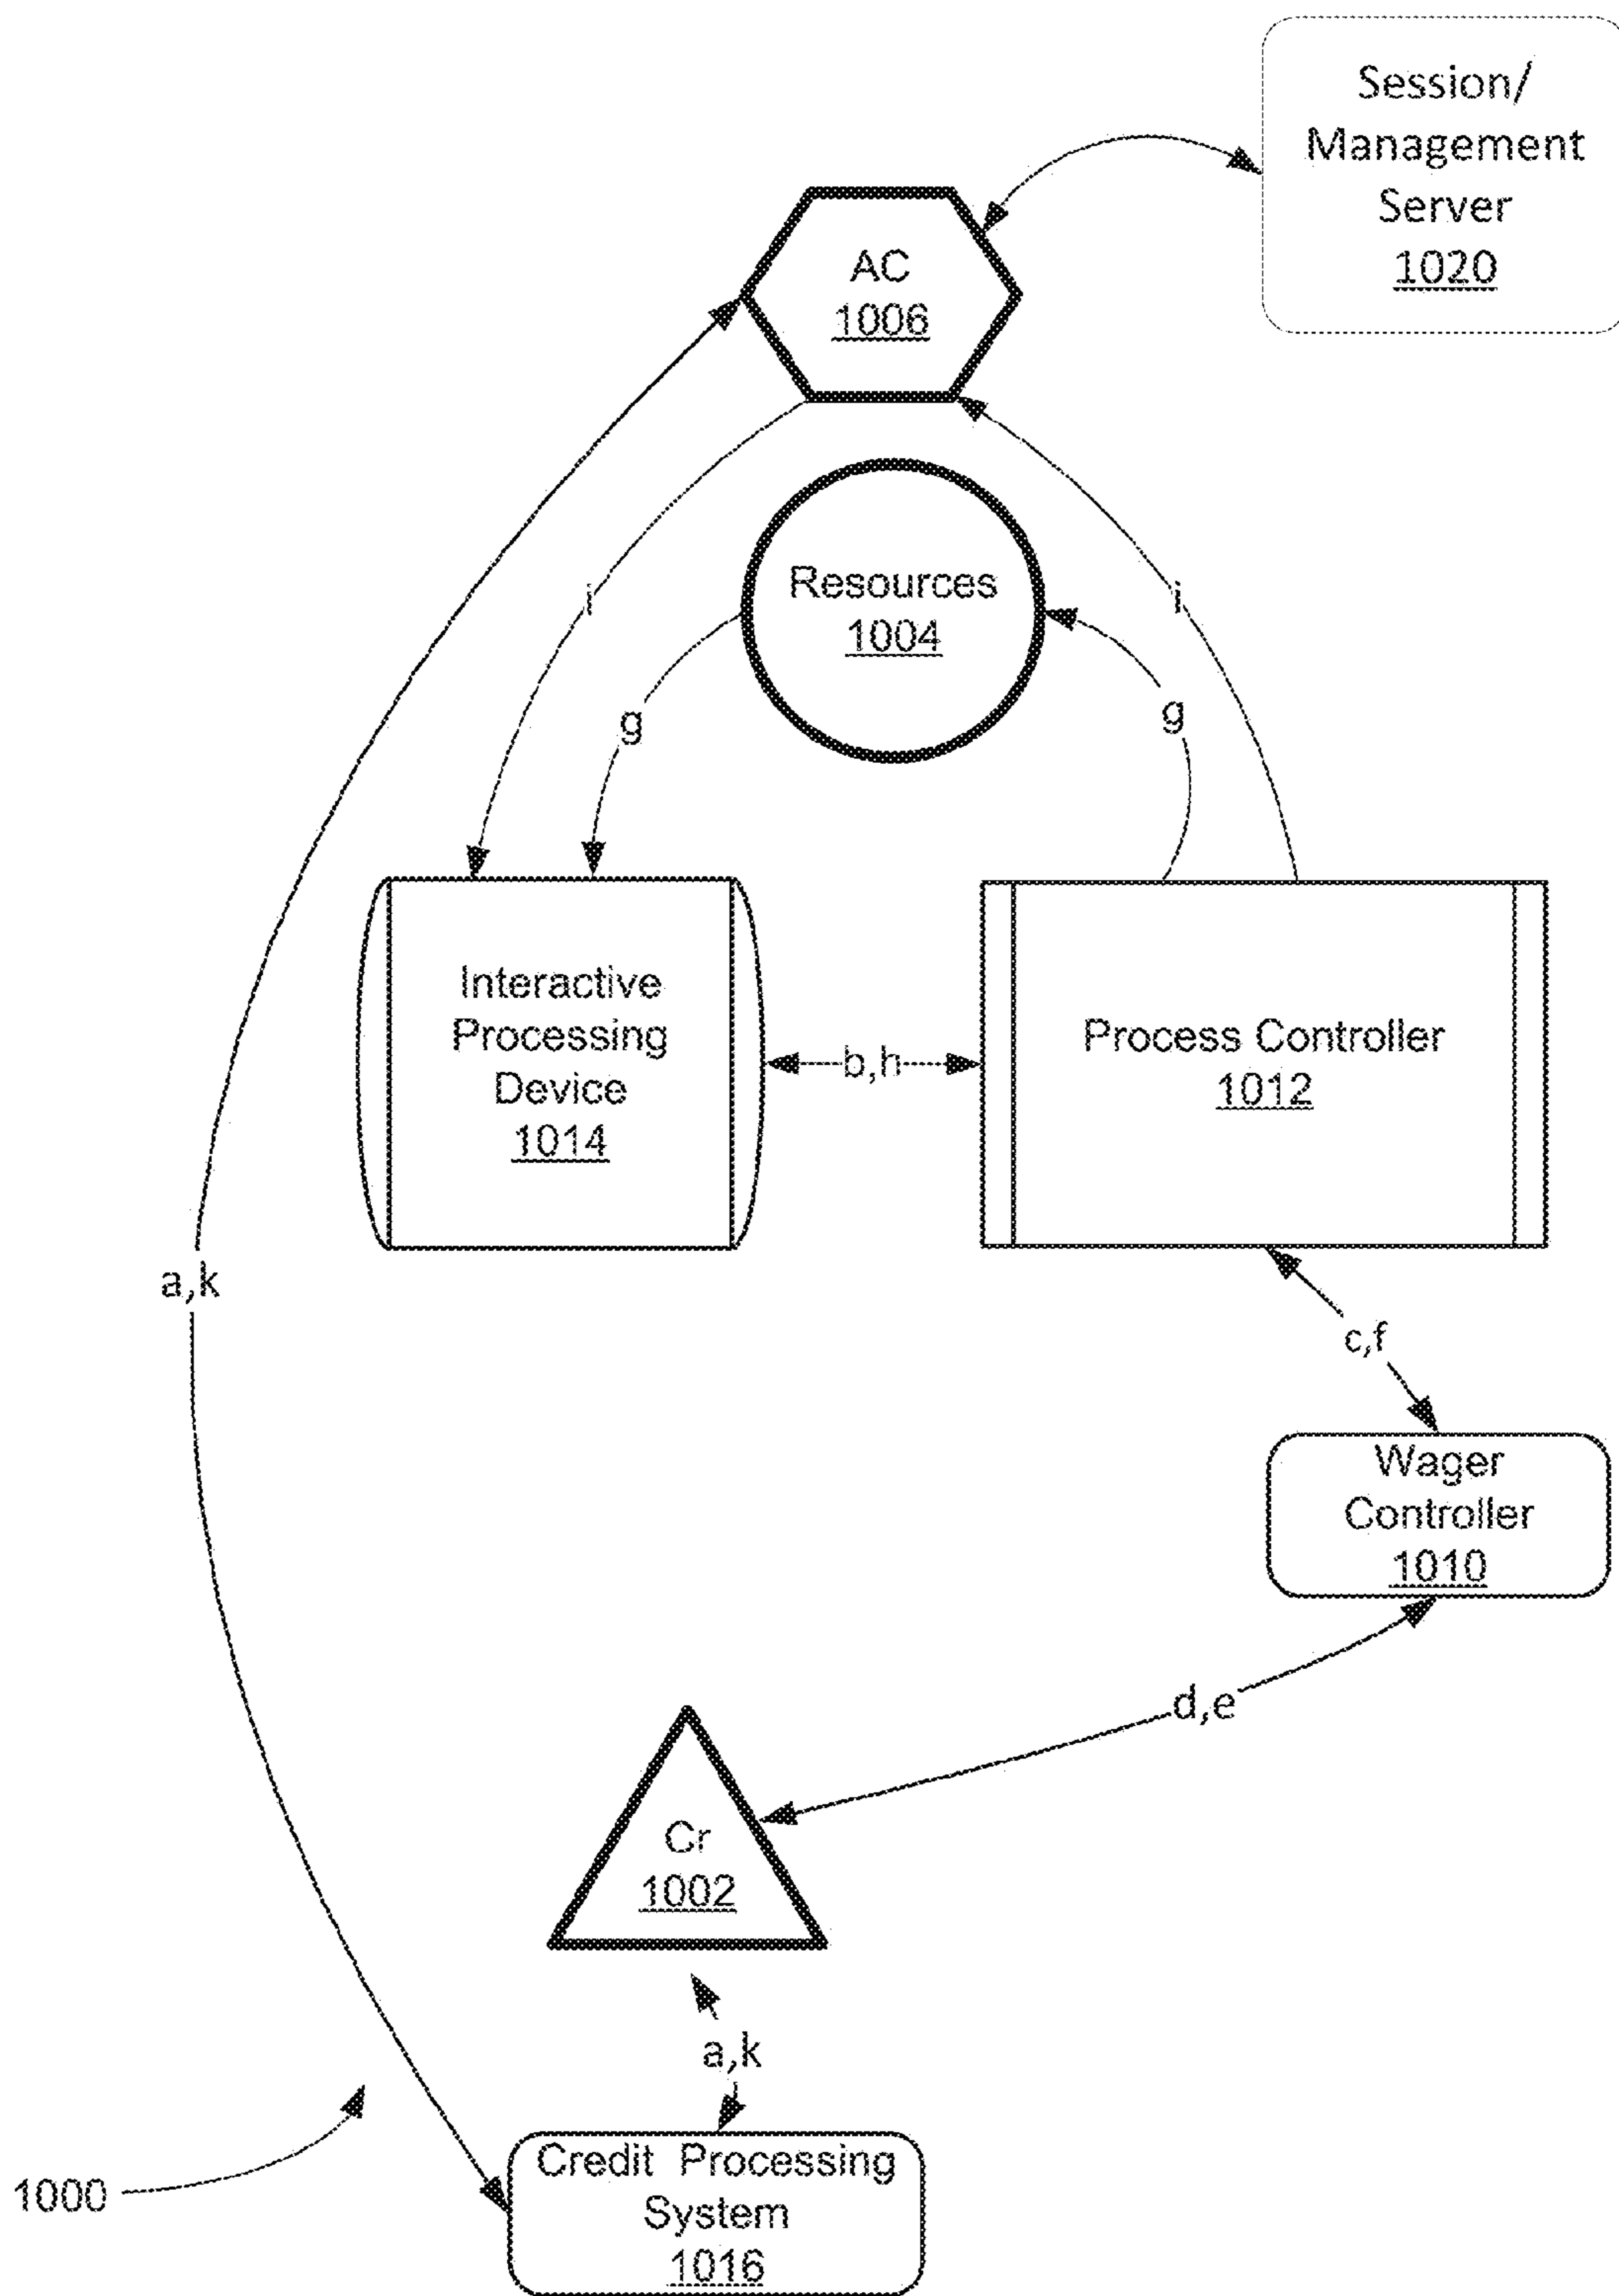 Session/
Management
Server
1020
AC
1006
Resources
1004
i
i
g
g
Interactive
Processing
Device
1014
b,h
Process Controller
1012
a,k
c,f
Wager
Controller
1010
d,e
Cr
1002
a,k
1000
Credit Processing
System
1016